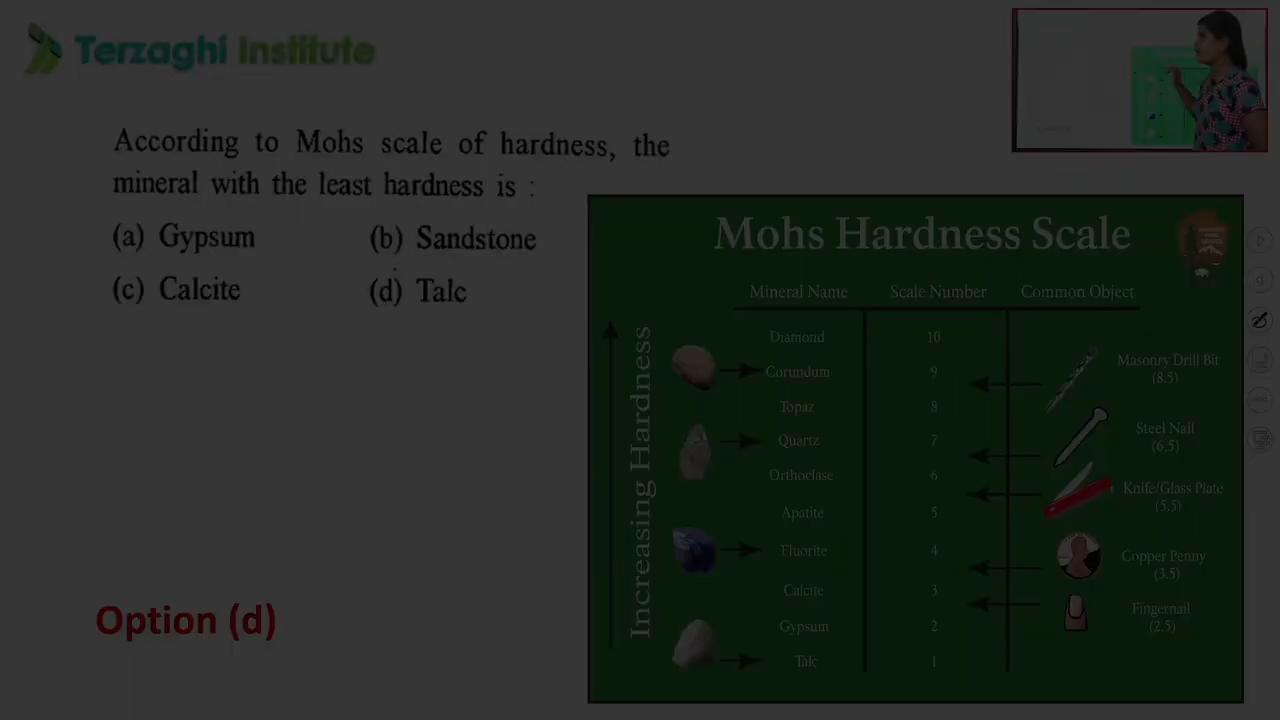 Terzaghi Institute
According to Mohs scale of hardness, the
mineral with the least hardness is :
(a) Gypsum (b) Sandstone
(c) Calcite (d) Talc
Option (d)
Mohs Hardness Scale
Mineral Name Scale Number Common Object
Increasing Hardness
Diamond 10
Corundum 9
Masonry Drill Bit
(8.5)
Topaz 8
Quartz 7
Steel Nail
(6.5)
Orthoclase 6
Knife/Glass Plate
(5.5)
Apatite 5
Fluorite 4
Copper Penny
(3.5)
Calcite 3
Fingernail
(2.5)
Gypsum 2
Talc 1